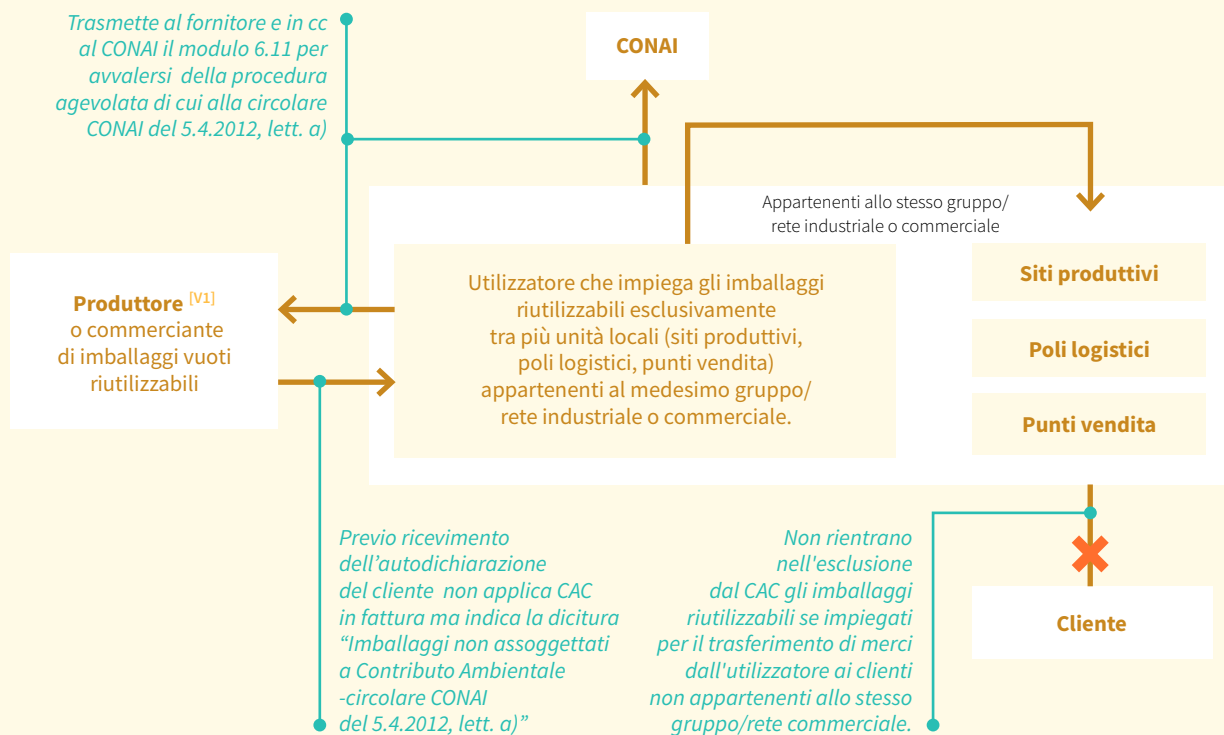 Trasmette al fornitore e in cc
al CONAI il modulo 6.11 per
avvalersi della procedura
agevolata di cui alla circolare
CONAI del 5.4.2012, lett. a)
CONAI
Appartenenti allo stesso gruppo/
rete industriale o commerciale
Produttore [V1]
o commerciante
di imballaggi vuoti
riutilizzabili
Utilizzatore che impiega gli imballaggi
riutilizzabili esclusivamente
tra più unità locali (siti produttivi,
poli logistici, punti vendita)
appartenenti al medesimo gruppo/
rete industriale o commerciale.
Siti produttivi
Poli logistici
Punti vendita
Previo ricevimento
dell’autodichiarazione
del cliente non applica CAC
in fattura ma indica la dicitura
“Imballaggi non assoggettati
a Contributo Ambientale
-circolare CONAI
del 5.4.2012, lett. a)”
Non rientrano
nell'esclusione
dal CAC gli imballaggi
riutilizzabili se impiegati
per il trasferimento di merci
dall'utilizzatore ai clienti
non appartenenti allo stesso
gruppo/rete commerciale.
Cliente